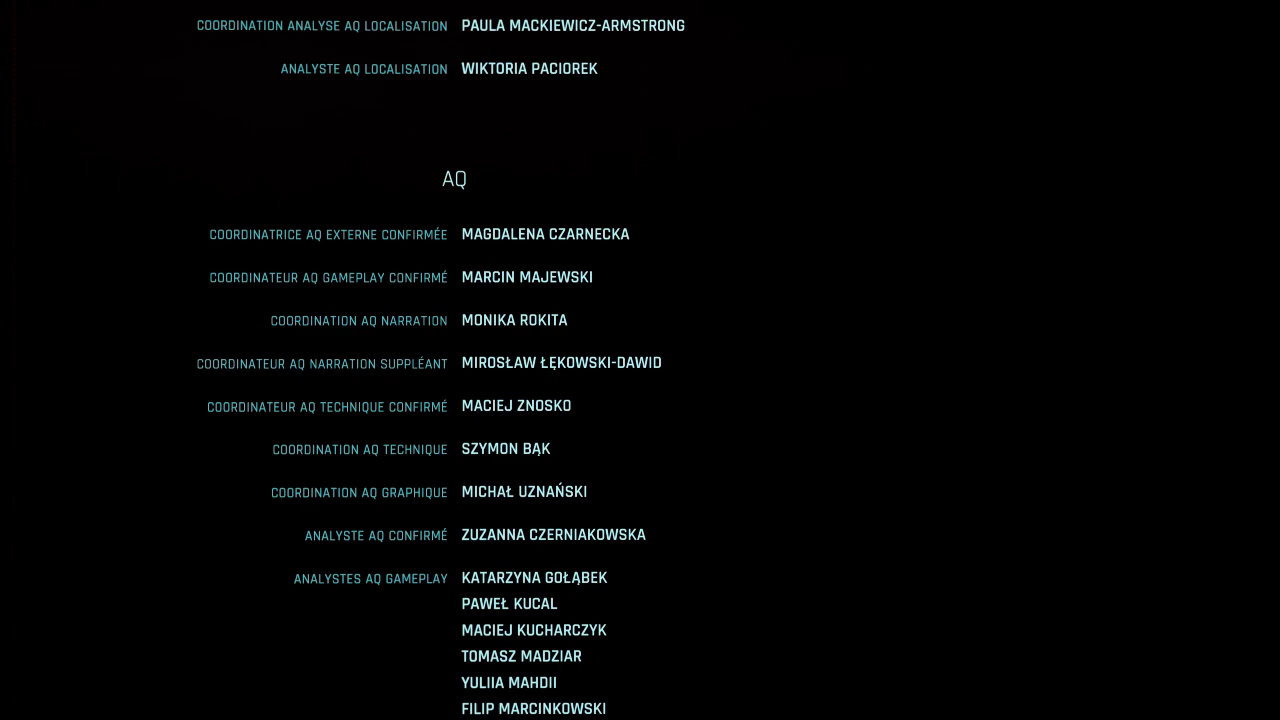 COORDINATION ANALYSE AQ LOCALISATION PAULA MACKIEWICZ-ARMSTRONG
ANALYSTE AQ LOCALISATION WIKTORIA PACIOREK
AQ
COORDINATRICE AQ EXTERNE CONFIRMÉE MAGDALENA CZARNECKA
COORDINATEUR AQ GAMEPLAY CONFIRMÉ MARCIN MAJEWSKI
COORDINATION AQ NARRATION MONIKA ROKITA
COORDINATEUR AQ NARRATION SUPPLÉANT MIROSŁAW ŁĘKOWSKI-DAWID
COORDINATEUR AQ TECHNIQUE CONFIRMÉ MACIEJ ZNOSKO
COORDINATION AQ TECHNIQUE SZYMON BĄK
COORDINATION AQ GRAPHIQUE MICHAŁ UZNAŃSKI
ANALYSTE AQ CONFIRMÉ ZUZANNA CZERNIAKOWSKA
ANALYSTES AQ GAMEPLAY KATARZYNA GOŁĄBEK
PAWEŁ KUCAL
MACIEJ KUCHARCZYK
TOMASZ MADZIAR
YULIIA MAHDII
FILIP MARCINKOWSKI